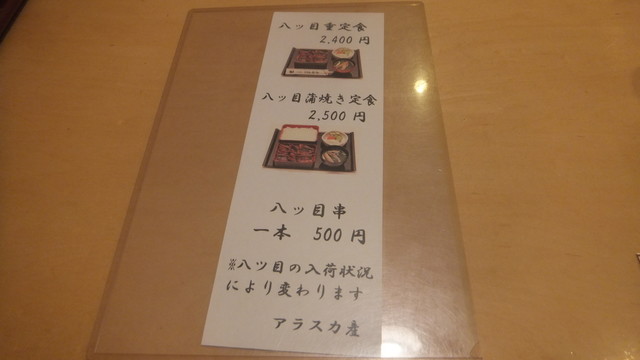 八ッ目重定食
2,400 円
八ッ目蒲焼き定食
2,500 円
八ッ目串
一本 500 円
※八ツ目の入荷状況
により変わります
アラスカ産